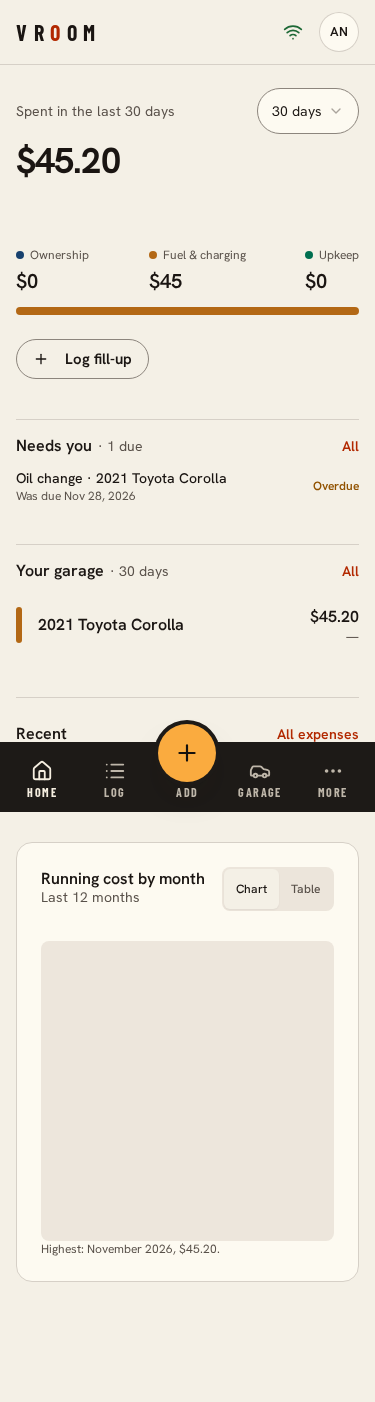 VROOM
AN
Spent in the last 30 days
30 days
$45.20
Ownership
$0
Fuel & charging
$45
Upkeep
$0
+ Log fill-up
Needs you · 1 due
All
Oil change · 2021 Toyota Corolla
Was due Nov 28, 2026
Overdue
Your garage · 30 days
All
2021 Toyota Corolla
$45.20
—
Recent
All expenses
HOME
LOG
ADD
GARAGE
MORE
Running cost by month
Last 12 months
Chart
Table
Highest: November 2026, $45.20.